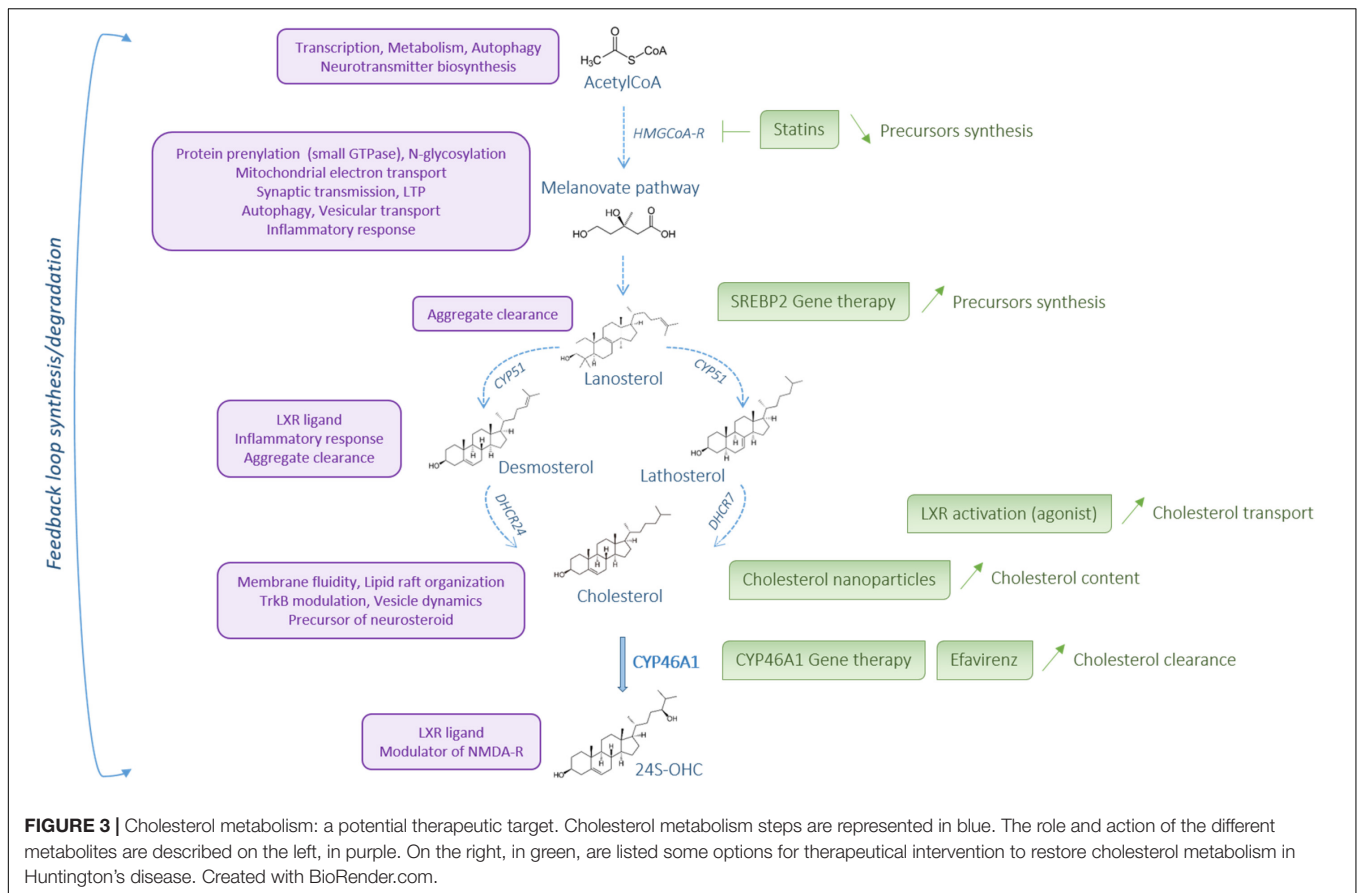 Feedback loop synthesis/degradation
Transcription, Metabolism, Autophagy
Neurotransmitter biosynthesis
O
H₃C
S
CoA
AcetylCoA
HMGCoA-R
Statins
Precursors synthesis
Protein prenylation (small GTPase), N-glycosylation
Mitochondrial electron transport
Synaptic transmission, LTP
Autophagy, Vesicular transport
Inflammatory response
Melanovate pathway
HO
O
HO
OH
SREBP2 Gene therapy
Precursors synthesis
Aggregate clearance
H
HO
H
Lanosterol
CYP51
CYP51
LXR ligand
Inflammatory response
Aggregate clearance
H
H
H
H
HO
Desmosterol
H
H
H
HO
H
Lathosterol
DHCR24
DHCR7
LXR activation (agonist)
Cholesterol transport
H
H
H
H
HO
Cholesterol
Membrane fluidity, Lipid raft organization
TrkB modulation, Vesicle dynamics
Precursor of neurosteroid
Cholesterol nanoparticles
Cholesterol content
CYP46A1
CYP46A1 Gene therapy
Efavirenz
Cholesterol clearance
LXR ligand
Modulator of NMDA-R
OH
H
H
H
H
HO
24S-OHC
FIGURE 3 | Cholesterol metabolism: a potential therapeutic target. Cholesterol metabolism steps are represented in blue. The role and action of the different
metabolites are described on the left, in purple. On the right, in green, are listed some options for therapeutical intervention to restore cholesterol metabolism in
Huntington's disease. Created with BioRender.com.